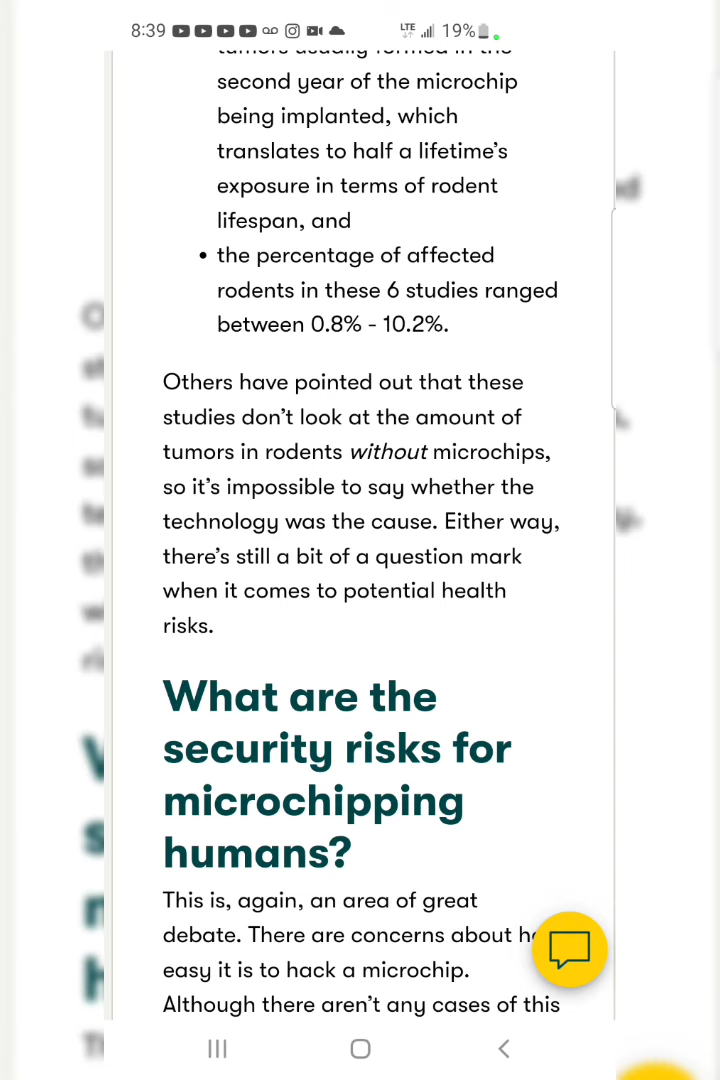 8:39
LTE
19%
second year of the microchip
being implanted, which
translates to half a lifetime's
exposure in terms of rodent
lifespan, and
• the percentage of affected
rodents in these 6 studies ranged
between 0.8% - 10.2%.
Others have pointed out that these
studies don't look at the amount of
tumors in rodents without microchips,
so it's impossible to say whether the
technology was the cause. Either way,
there's still a bit of a question mark
when it comes to potential health
risks.
What are the
security risks for
microchipping
humans?
This is, again, an area of great
debate. There are concerns about
easy it is to hack a microchip.
Although there aren't any cases of this